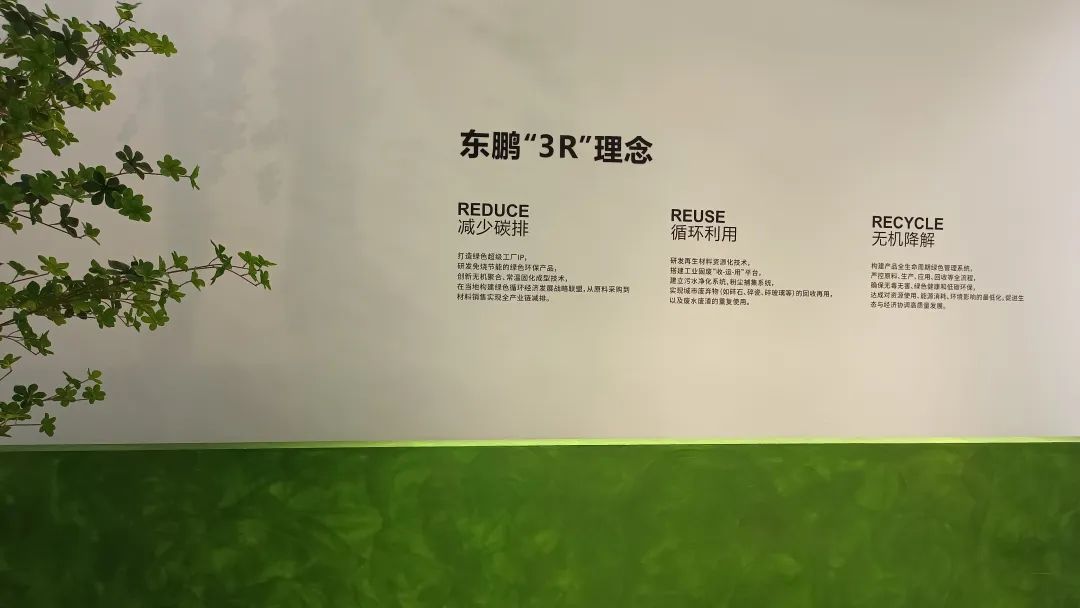 东鹏“3R”理念
REDUCE
减少碳排
打造绿色超级工厂IP，
研发免烧节能的绿色环保产品，
创新无机聚合、常温固化成型技术，
在当地构建绿色循环经济发展战略联盟，从原料采购到
材料销售实现全产业链减排。
REUSE
循环利用
研发再生材料资源化技术，
搭建工业固废“收-运-用”平台，
建立污水净化系统、粉尘捕集系统，
实现城市废弃物（如碎石、碎瓷、碎玻璃等）的回收再用，
以及废水废渣的重复使用。
RECYCLE
无机降解
构建产品全生命周期绿色管理系统，
严控原料、生产、应用、回收等全流程，
确保无毒无害、绿色健康和低碳环保，
达成对资源使用、能源消耗、环境影响的最低化，促进生
态与经济协调高质量发展。